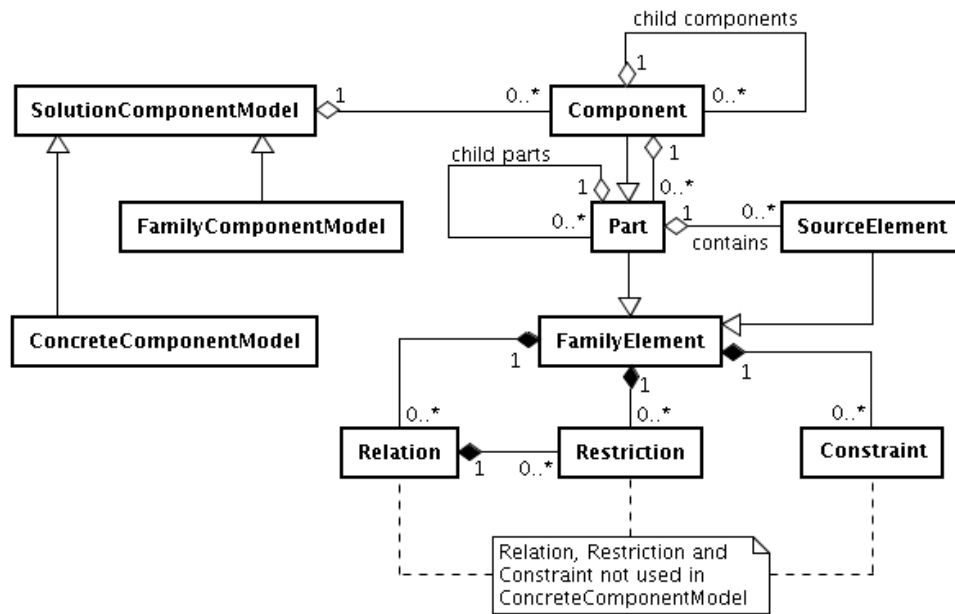 child components
1
SolutionComponentModel
1
0..*
Component
0..*
child parts
1
1
0..*
FamilyComponentModel
0..*
Part
1
0..*
contains
SourceElement
ConcreteComponentModel
FamilyElement
1
1
1
0..*
0..*
0..*
Relation
1
0..*
Restriction
Constraint
Relation, Restriction and
Constraint not used in
ConcreteComponentModel